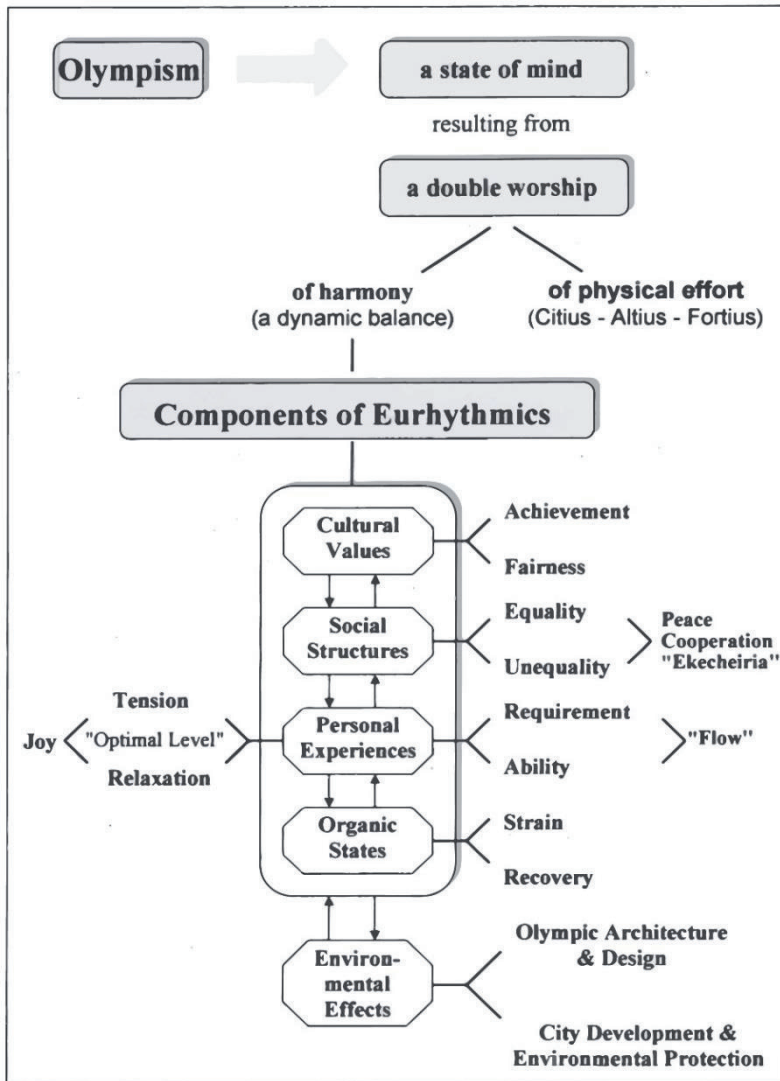 Olympism
a state of mind
resulting from
a double worship
of harmony
(a dynamic balance)
of physical effort
(Citius - Altius - Fortius)
Components of Eurhythmics
Cultural
Values
Achievement
Fairness
Social
Structures
Equality
Unequality
Peace
Cooperation
"Ekecheiria"
Joy
Tension
"Optimal Level"
Relaxation
Personal
Experiences
Requirement
Ability
"Flow"
Organic
States
Strain
Recovery
Environ-
mental
Effects
Olympic Architecture
& Design
City Development &
Environmental Protection